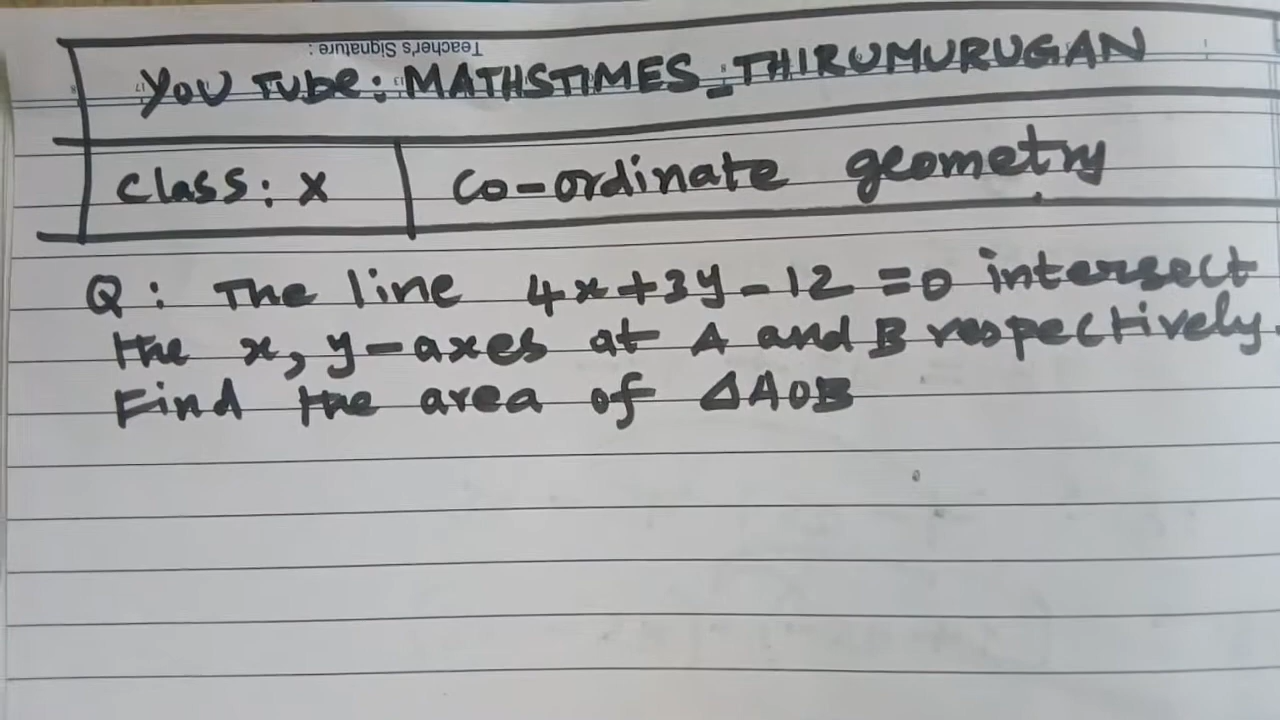 Teacher's Signature :
YOU TUBE: MATHSTIMES_THIRUMURUGAN
Class: X
Co-ordinate geometry
Q: The line 4x+3y-12=0 intersect
the x, y-axes at A and B respectively.
Find the area of ΔAOB